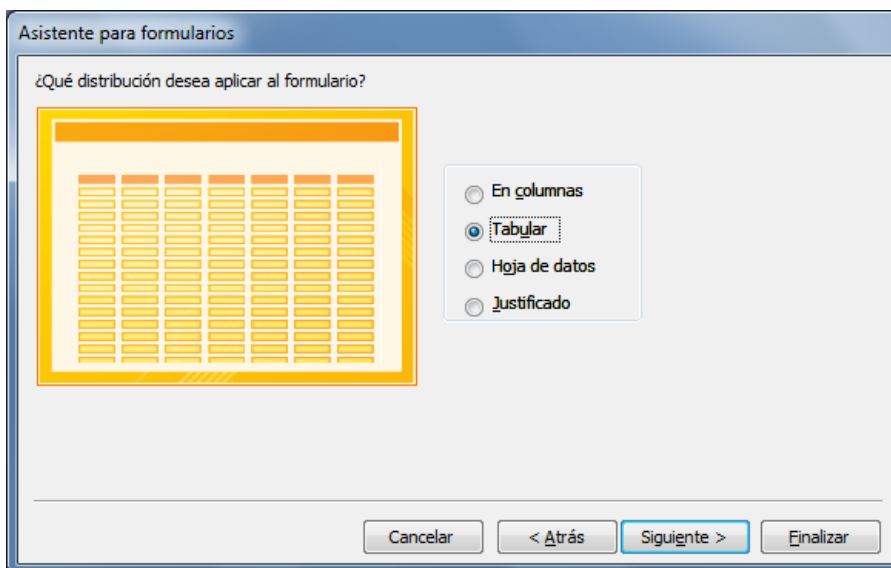 Asistente para formularios
¿Qué distribución desea aplicar al formulario?
En columnas
Tabular
Hoja de datos
Justificado
Cancelar
< Atrás
Siguiente >
Finalizar